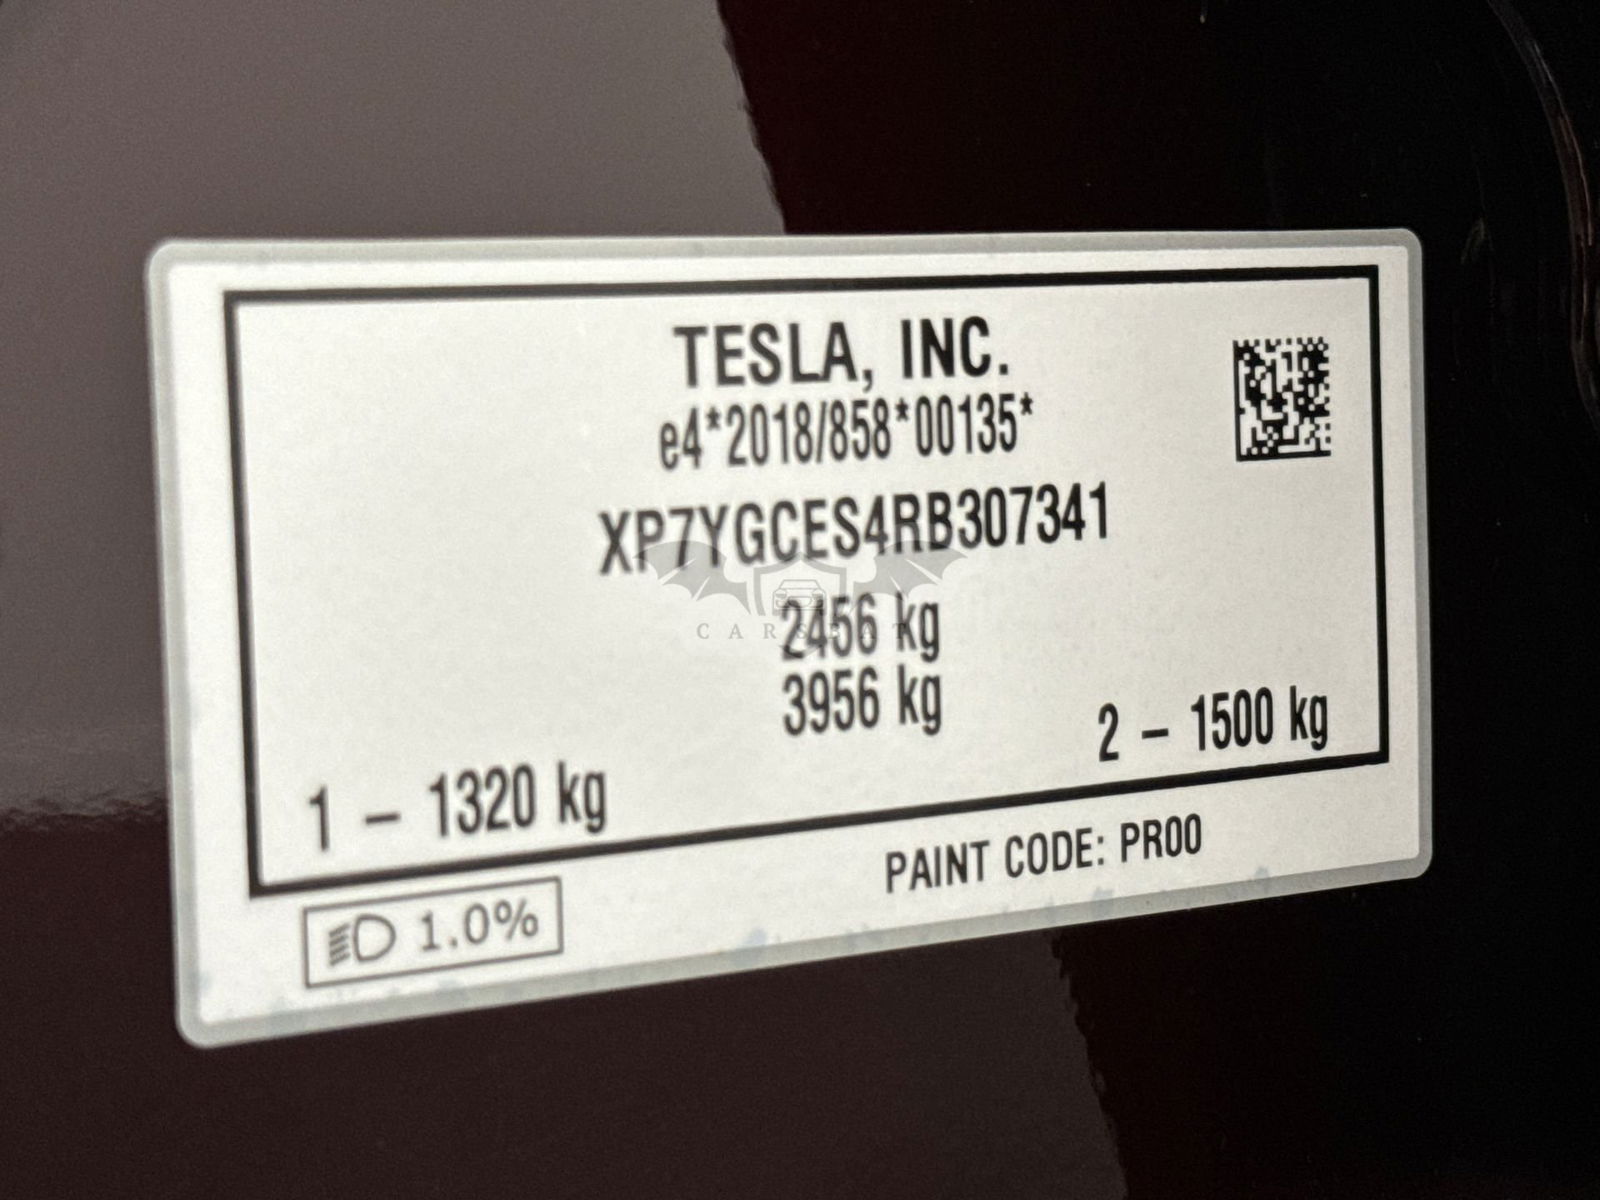 TESLA, INC.
e4*2018/858*00135*
XP7YGCES4RB307341
2456 kg
CARSBAT
3956 kg
2 – 1500 kg
1 – 1320 kg
PAINT CODE: PR00
1.0%